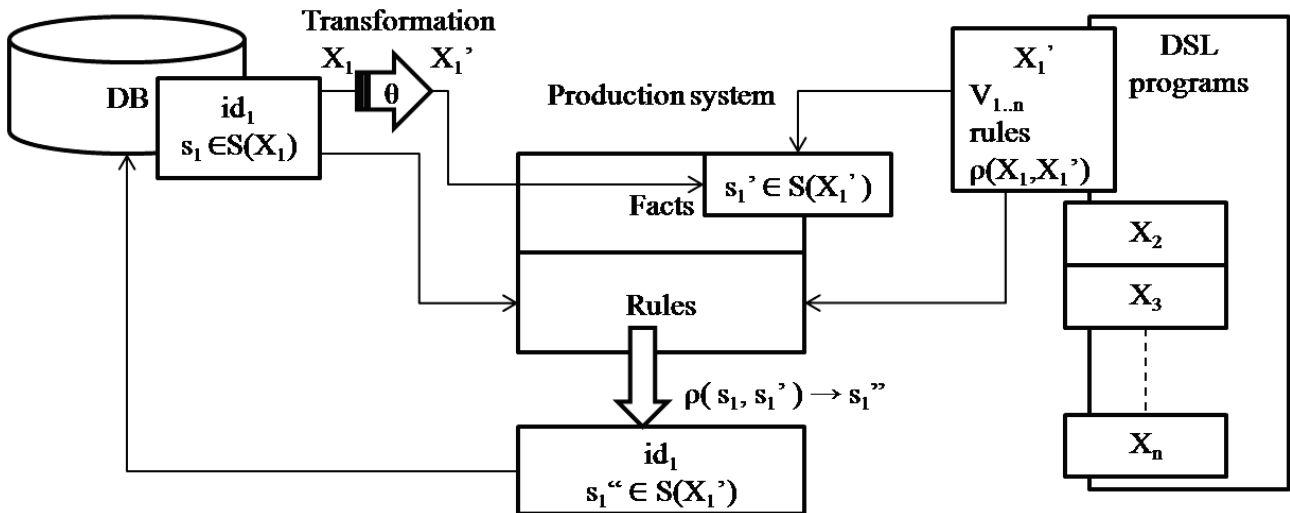 Transformation
X₁ X₁’
θ
DB
id₁
s₁ ∈S(X₁)
Production system
X₁’
V₁..ₙ
rules
ρ(X₁,X₁’)
DSL
programs
s₁’ ∈ S(X₁’)
Facts
X₂
X₃
Rules
ρ( s₁, s₁’ ) → s₁”
Xₙ
id₁
s₁“ ∈ S(X₁’)